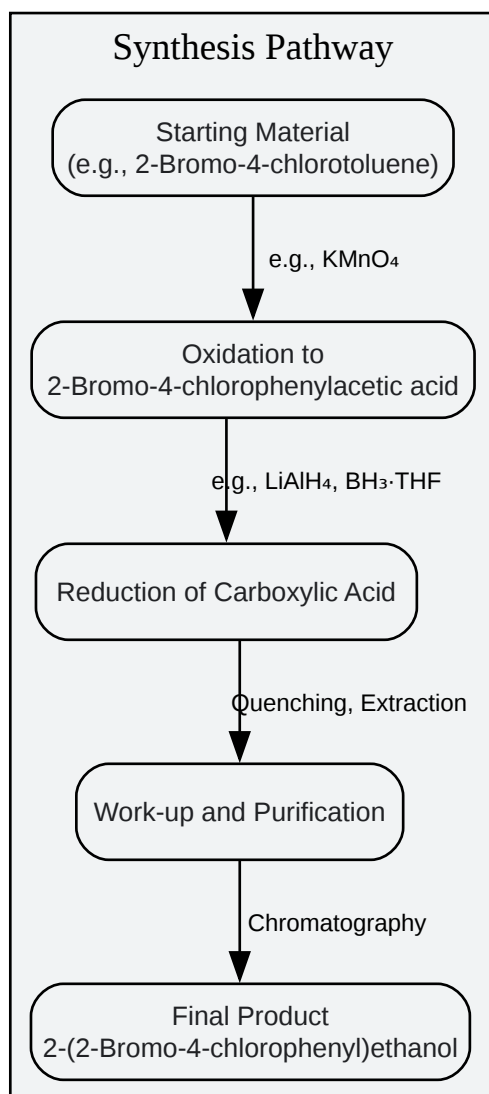 Synthesis Pathway
Starting Material
(e.g., 2-Bromo-4-chlorotoluene)
e.g., KMnO₄
Oxidation to
2-Bromo-4-chlorophenylacetic acid
e.g., LiAlH₄, BH₃·THF
Reduction of Carboxylic Acid
Quenching, Extraction
Work-up and Purification
Chromatography
Final Product
2-(2-Bromo-4-chlorophenyl)ethanol